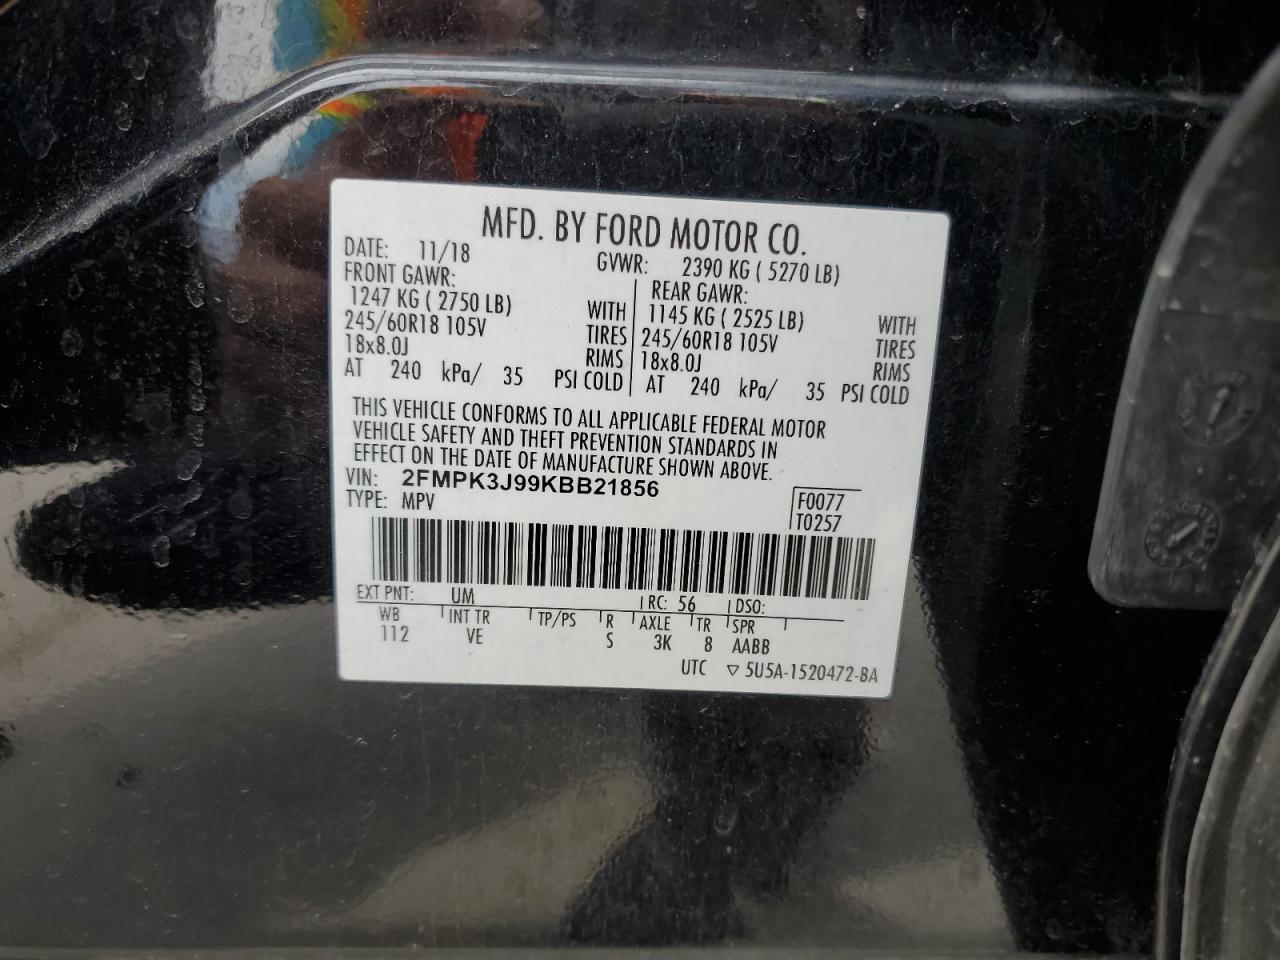 MFD. BY FORD MOTOR CO.
DATE: 11/18 GVWR: 2390 KG ( 5270 LB)
FRONT GAWR: REAR GAWR:
1247 KG ( 2750 LB) WITH 1145 KG ( 2525 LB) WITH
245/60R18 105V TIRES 245/60R18 105V TIRES
18x8.0J RIMS 18x8.0J RIMS
AT 240 kPa/ 35 PSI COLD AT 240 kPa/ 35 PSI COLD
THIS VEHICLE CONFORMS TO ALL APPLICABLE FEDERAL MOTOR
VEHICLE SAFETY AND THEFT PREVENTION STANDARDS IN
EFFECT ON THE DATE OF MANUFACTURE SHOWN ABOVE.
VIN: 2FMPK3J99KBB21856 F0077
TYPE: MPV T0257
EXT PNT: UM RC: 56 DSO:
WB INT TR TP/PS R AXLE TR SPR
112 VE S 3K 8 AABB
UTC ▽ 5U5A-1520472-BA